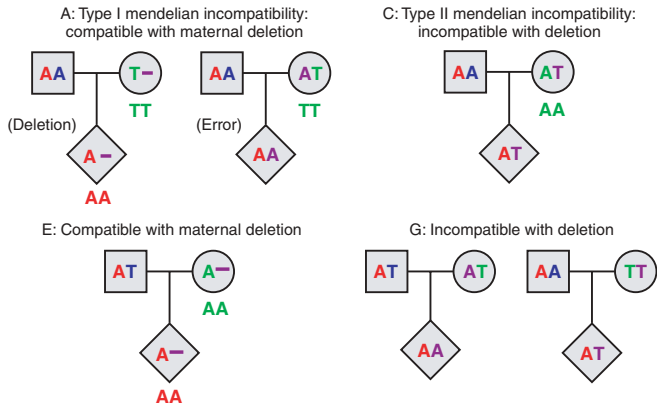 A: Type I mendelian incompatibility:
compatible with maternal deletion
AA
T–
TT
(Deletion)
A–
AA
AA
AT
TT
(Error)
AA
C: Type II mendelian incompatibility:
incompatible with deletion
AA
AT
AA
AT
E: Compatible with maternal deletion
AT
A–
AA
A–
AA
G: Incompatible with deletion
AT
AT
AA
AA
TT
AT